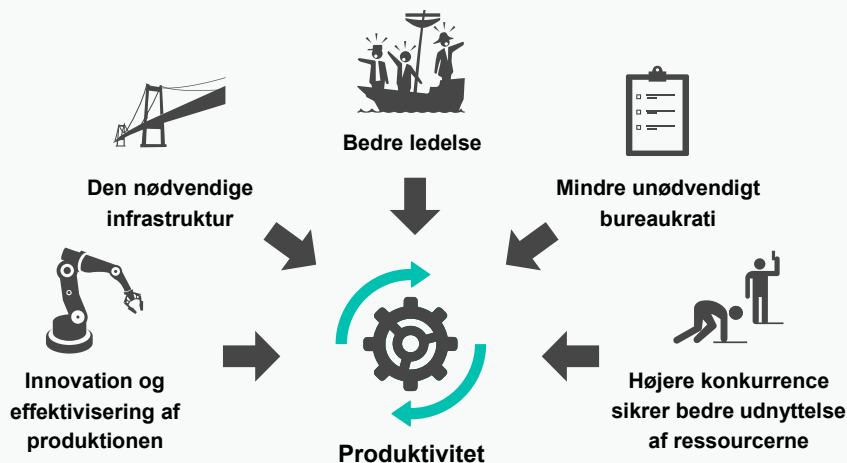 Bedre ledelse
Den nødvendige
infrastruktur
Mindre unødvendigt
bureaukrati
Innovation og
effektivisering af
produktionen
Højere konkurrence
sikrer bedre udnyttelse
af ressourcerne
Produktivitet